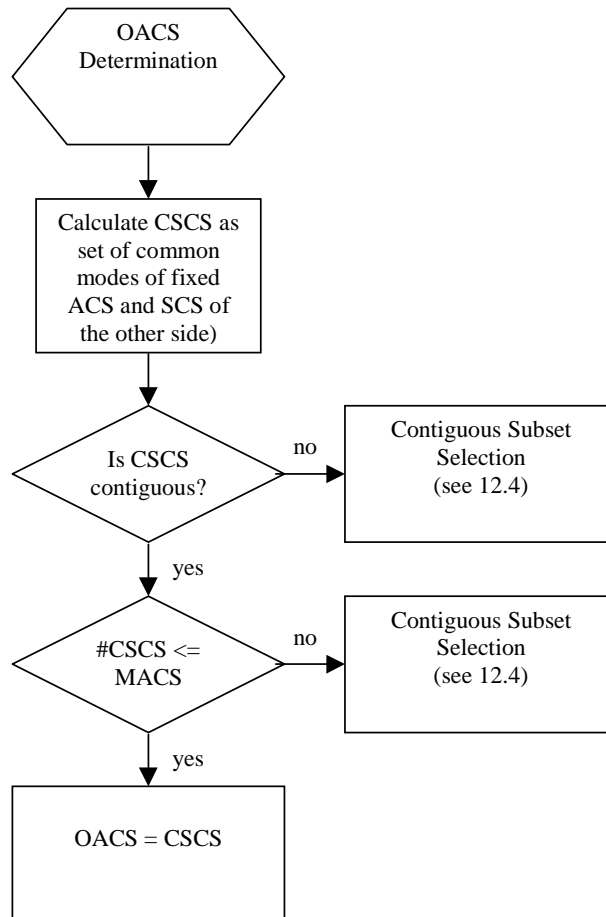 OACS
Determination
Calculate CSCS as
set of common
modes of fixed
ACS and SCS of
the other side)
Is CSCS
contiguous?
no
Contiguous Subset
Selection
(see 12.4)
yes
#CSCS <=
MACS
no
Contiguous Subset
Selection
(see 12.4)
yes
OACS = CSCS